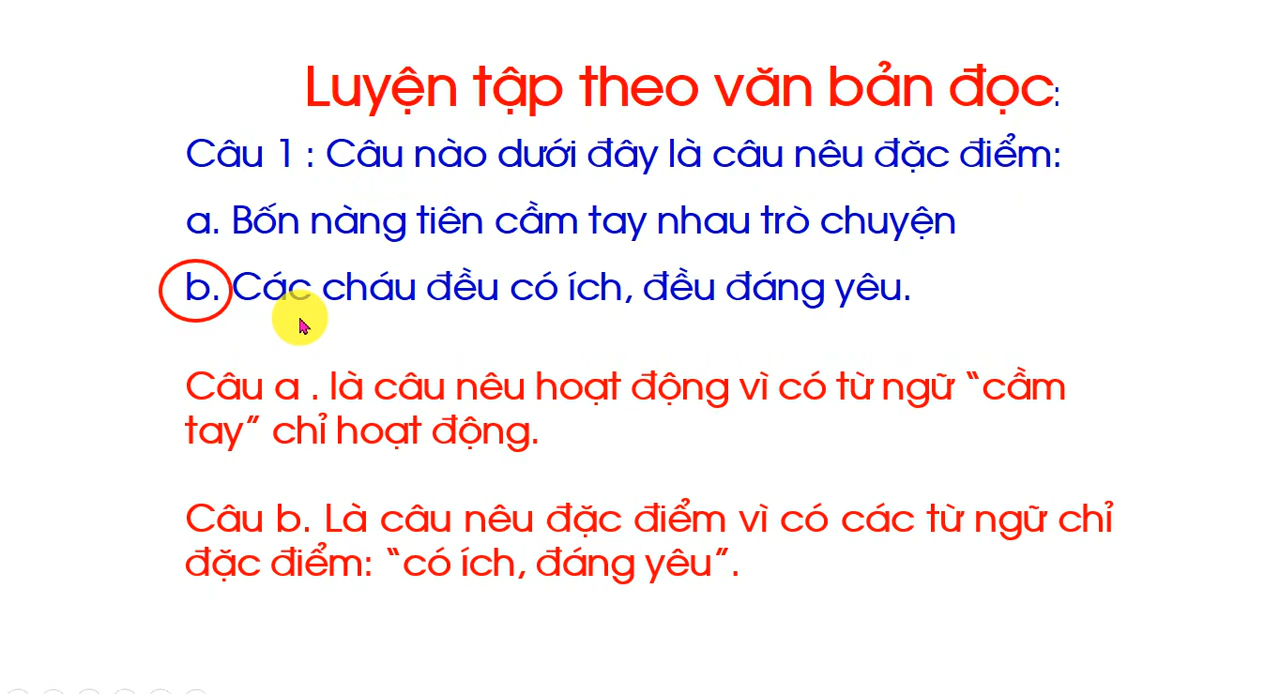 Luyện tập theo văn bản đọc:
Câu 1 : Câu nào dưới đây là câu nêu đặc điểm:
a. Bốn nàng tiên cầm tay nhau trò chuyện
b. Các cháu đều có ích, đều đáng yêu.
Câu a . là câu nêu hoạt động vì có từ ngữ “cầm
tay” chỉ hoạt động.
Câu b. Là câu nêu đặc điểm vì có các từ ngữ chỉ
đặc điểm: “có ích, đáng yêu”.